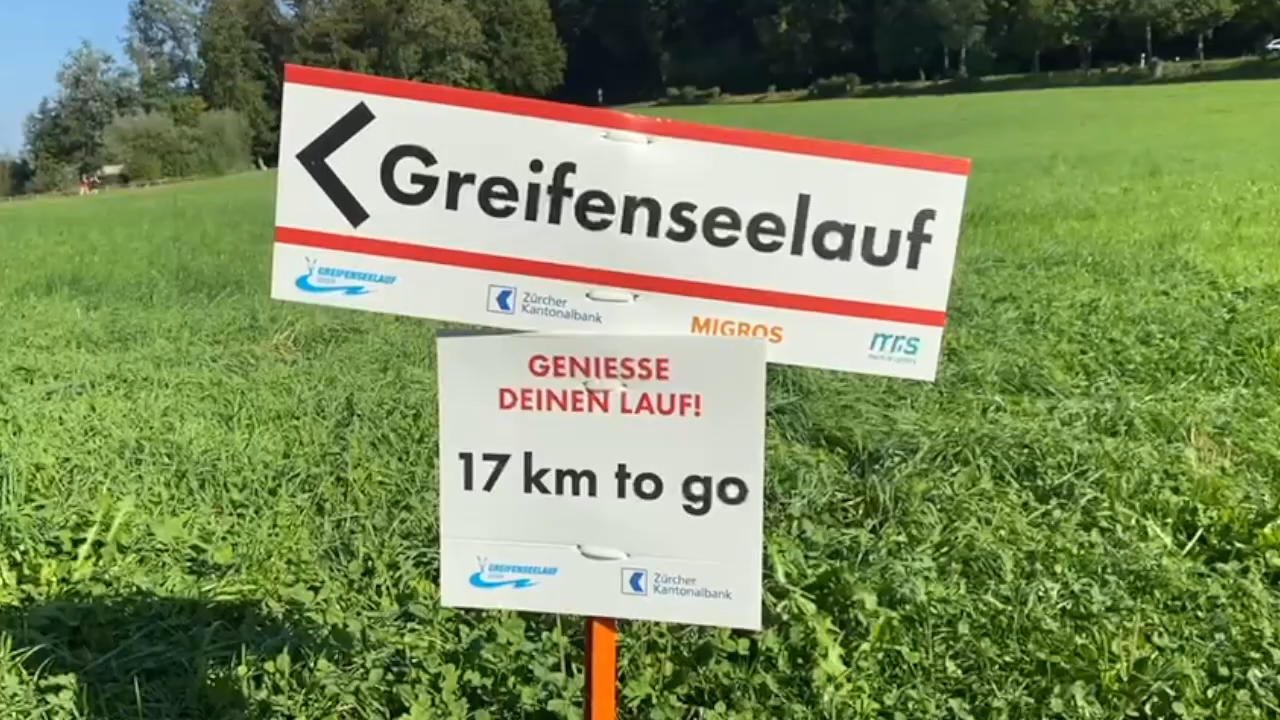 Greifenseelauf
GREIFENSEELAUF
Zürcher
Kantonalbank
MIGROS
mrs
GENIESSE
DEINEN LAUF!
17 km to go
GREIFENSEELAUF
Zürcher
Kantonalbank